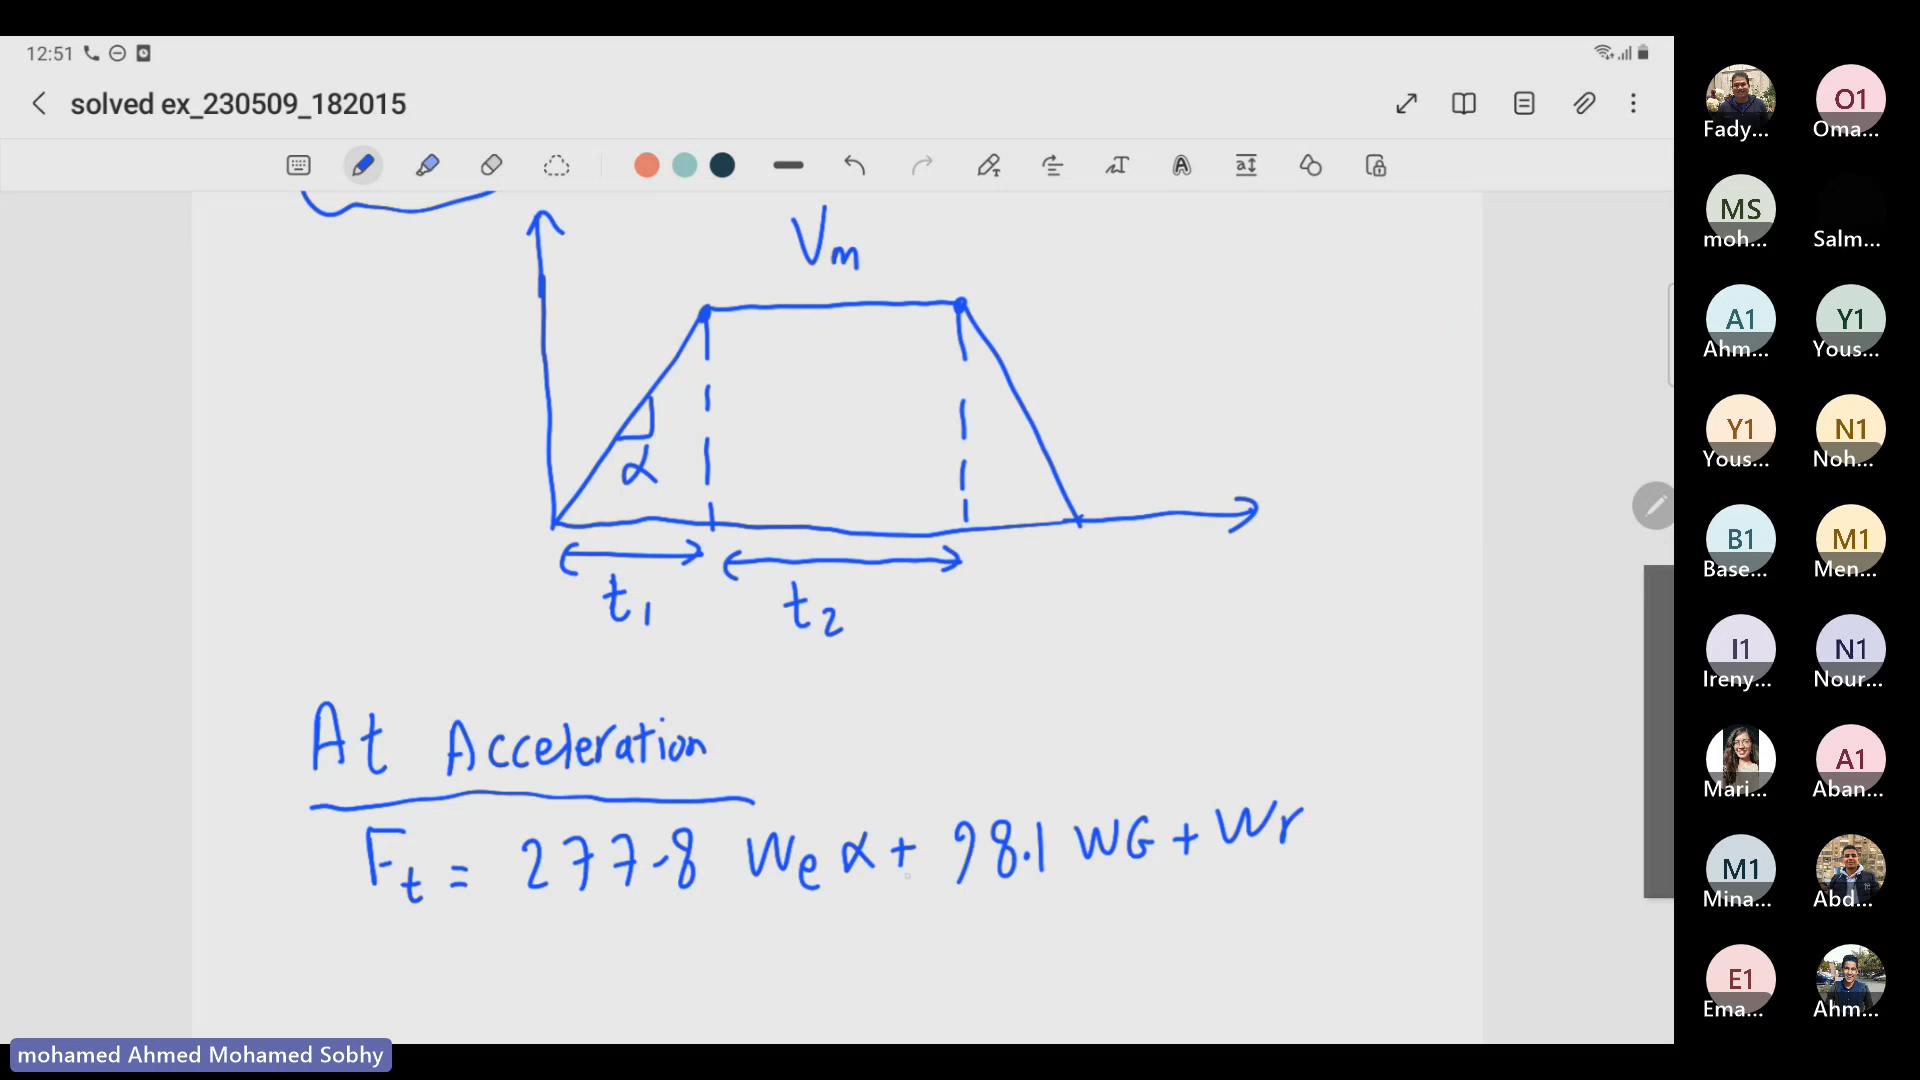 12:51
solved ex_230509_182015
Vm
α
t1
t2
At Acceleration
Ft = 277.8 We α + 98.1 WG + Wr
Fady...
O1
Oma...
MS
moh...
Salm...
A1
Ahm...
Y1
Yous...
Y1
Yous...
N1
Noh...
B1
Base...
M1
Men...
I1
Ireny...
N1
Nour...
Mari...
A1
Aban...
M1
Mina...
Abd...
E1
Ema...
Ahm...
mohamed Ahmed Mohamed Sobhy